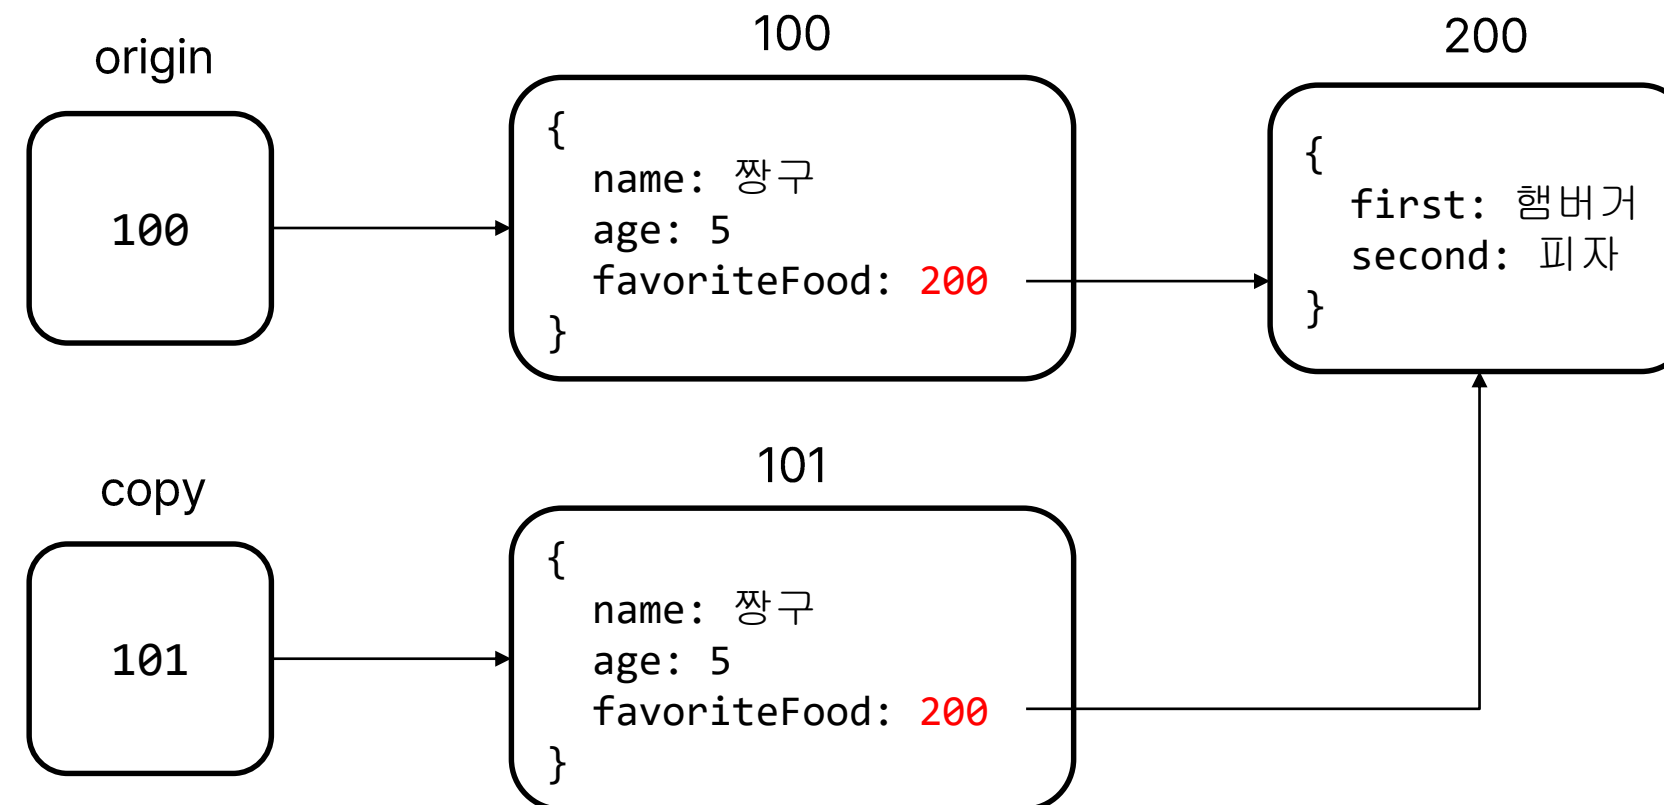 origin
100
100
{
name: 짱구
age: 5
favoriteFood: 200
}
200
{
first: 햄버거
second: 피자
}
copy
101
101
{
name: 짱구
age: 5
favoriteFood: 200
}